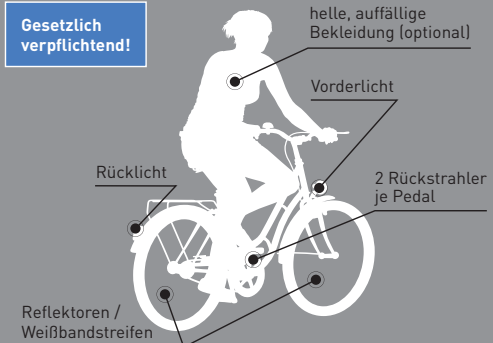 Gesetzlich
verpflichtend!
helle, auffällige
Bekleidung (optional)
Vorderlicht
Rücklicht
2 Rückstrahler
je Pedal
Reflektoren /
Weißbandstreifen